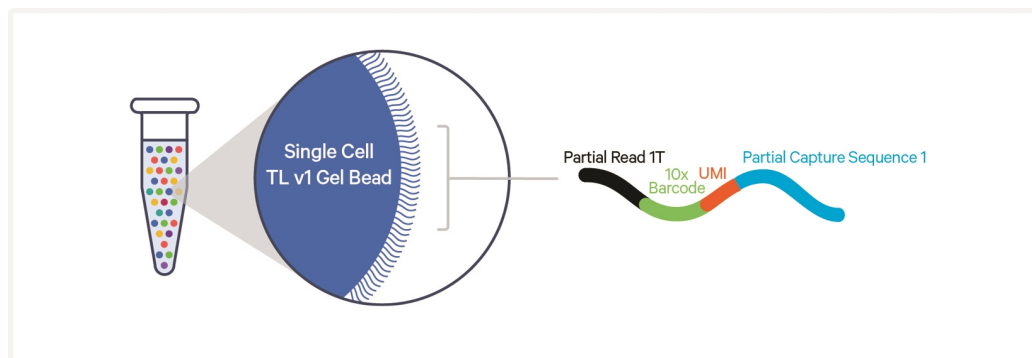 Single Cell
TL v1 Gel Bead
Partial Read 1T
10x
Barcode
UMI
Partial Capture Sequence 1